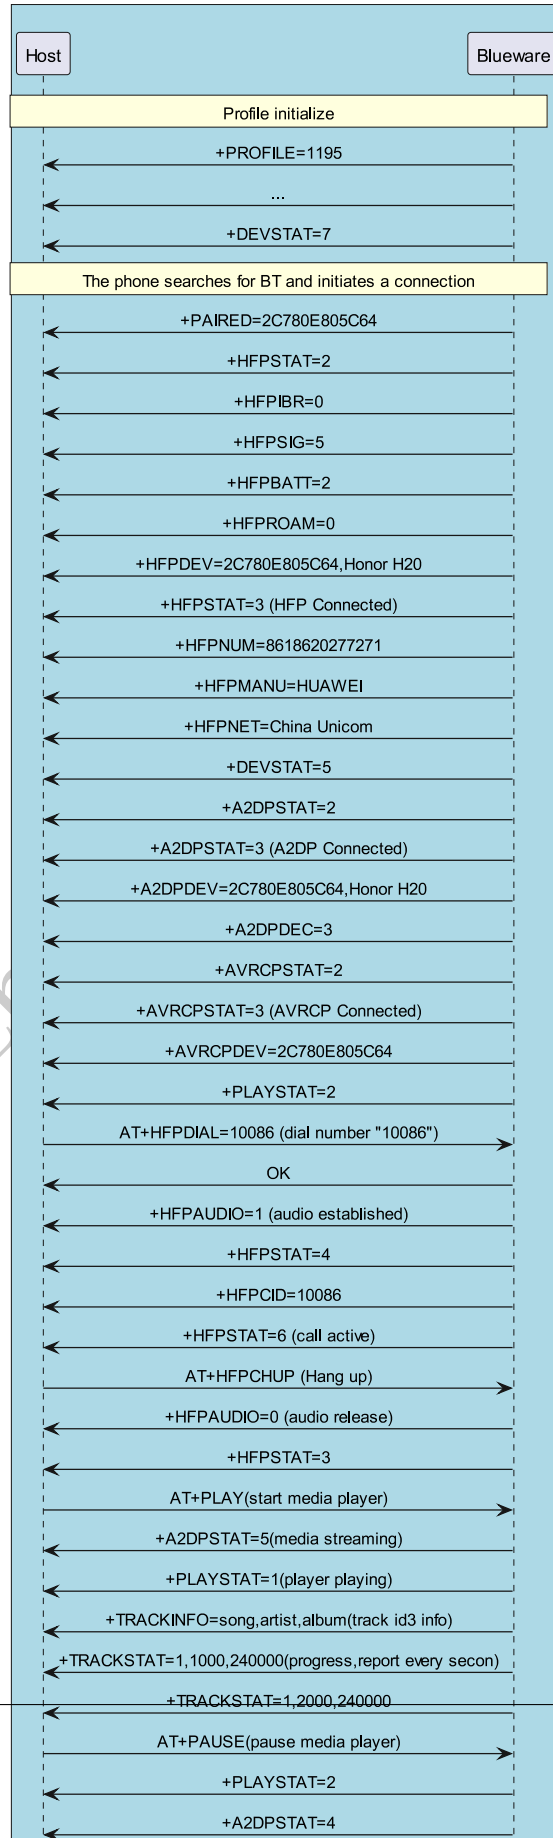 Host
Blueware
Profile initialize
+PROFILE=1195
...
+DEVSTAT=7
The phone searches for BT and initiates a connection
+PAIRED=2C780E805C64
+HFPSTAT=2
+HFPIBR=0
+HFPSIG=5
+HFPBATT=2
+HFPROAM=0
+HFPDEV=2C780E805C64,Honor H20
+HFPSTAT=3 (HFP Connected)
+HFPNUM=8618620277271
+HFPMANU=HUAWEI
+HFPNET=China Unicom
+DEVSTAT=5
+A2DPSTAT=2
+A2DPSTAT=3 (A2DP Connected)
+A2DPDEV=2C780E805C64,Honor H20
+A2DPDEC=3
+AVRCPSTAT=2
+AVRCPSTAT=3 (AVRCP Connected)
+AVRCPDEV=2C780E805C64
+PLAYSTAT=2
AT+HFPDIAL=10086 (dial number "10086")
OK
+HFPAUDIO=1 (audio established)
+HFPSTAT=4
+HFPCID=10086
+HFPSTAT=6 (call active)
AT+HFPCHUP (Hang up)
+HFPAUDIO=0 (audio release)
+HFPSTAT=3
AT+PLAY(start media player)
+A2DPSTAT=5(media streaming)
+PLAYSTAT=1(player playing)
+TRACKINFO=song,artist,album(track id3 info)
+TRACKSTAT=1,1000,240000(progress,report every secon)
+TRACKSTAT=1,2000,240000
AT+PAUSE(pause media player)
+PLAYSTAT=2
+A2DPSTAT=4